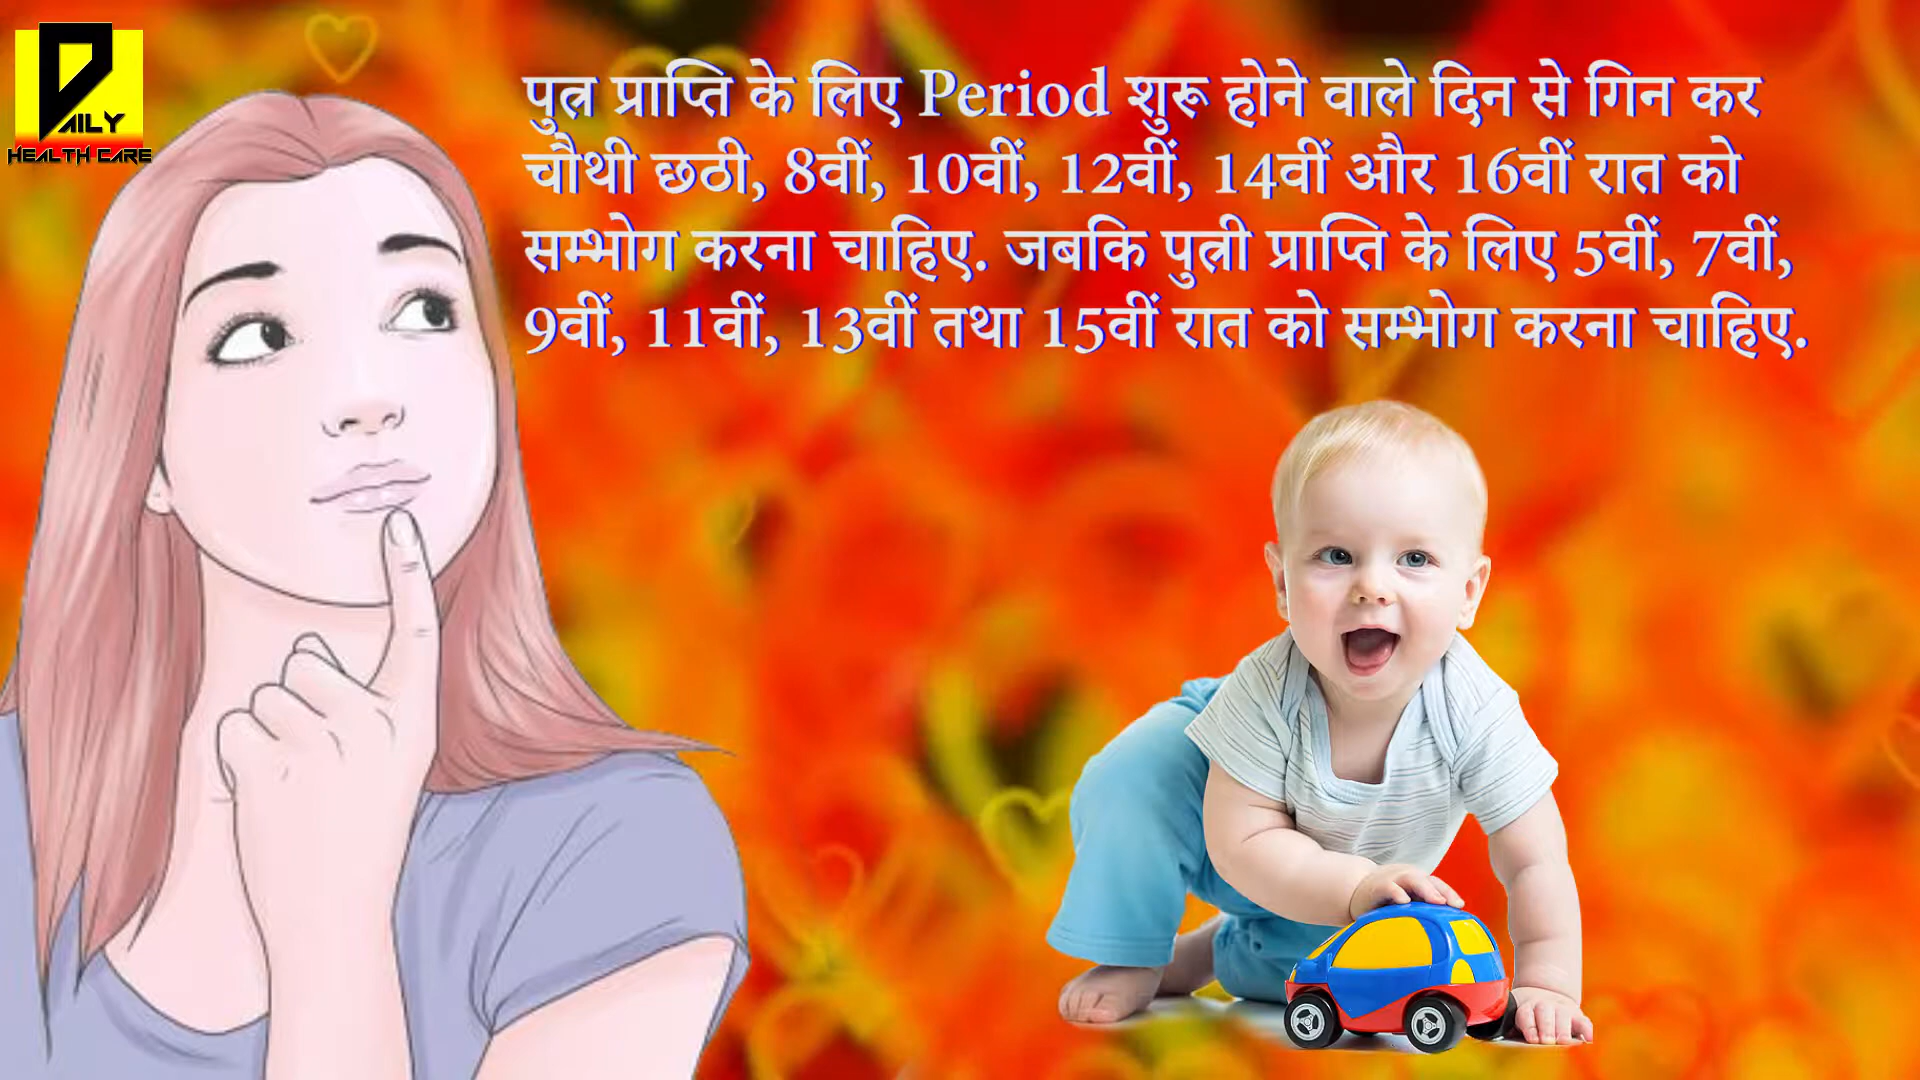 DAILY
HEALTH CARE
पुत्र प्राप्ति के लिए Period शुरू होने वाले दिन से गिन कर
चौथी छठी, 8वीं, 10वीं, 12वीं, 14वीं और 16वीं रात को
सम्भोग करना चाहिए. जबकि पुत्री प्राप्ति के लिए 5वीं, 7वीं,
9वीं, 11वीं, 13वीं तथा 15वीं रात को सम्भोग करना चाहिए.